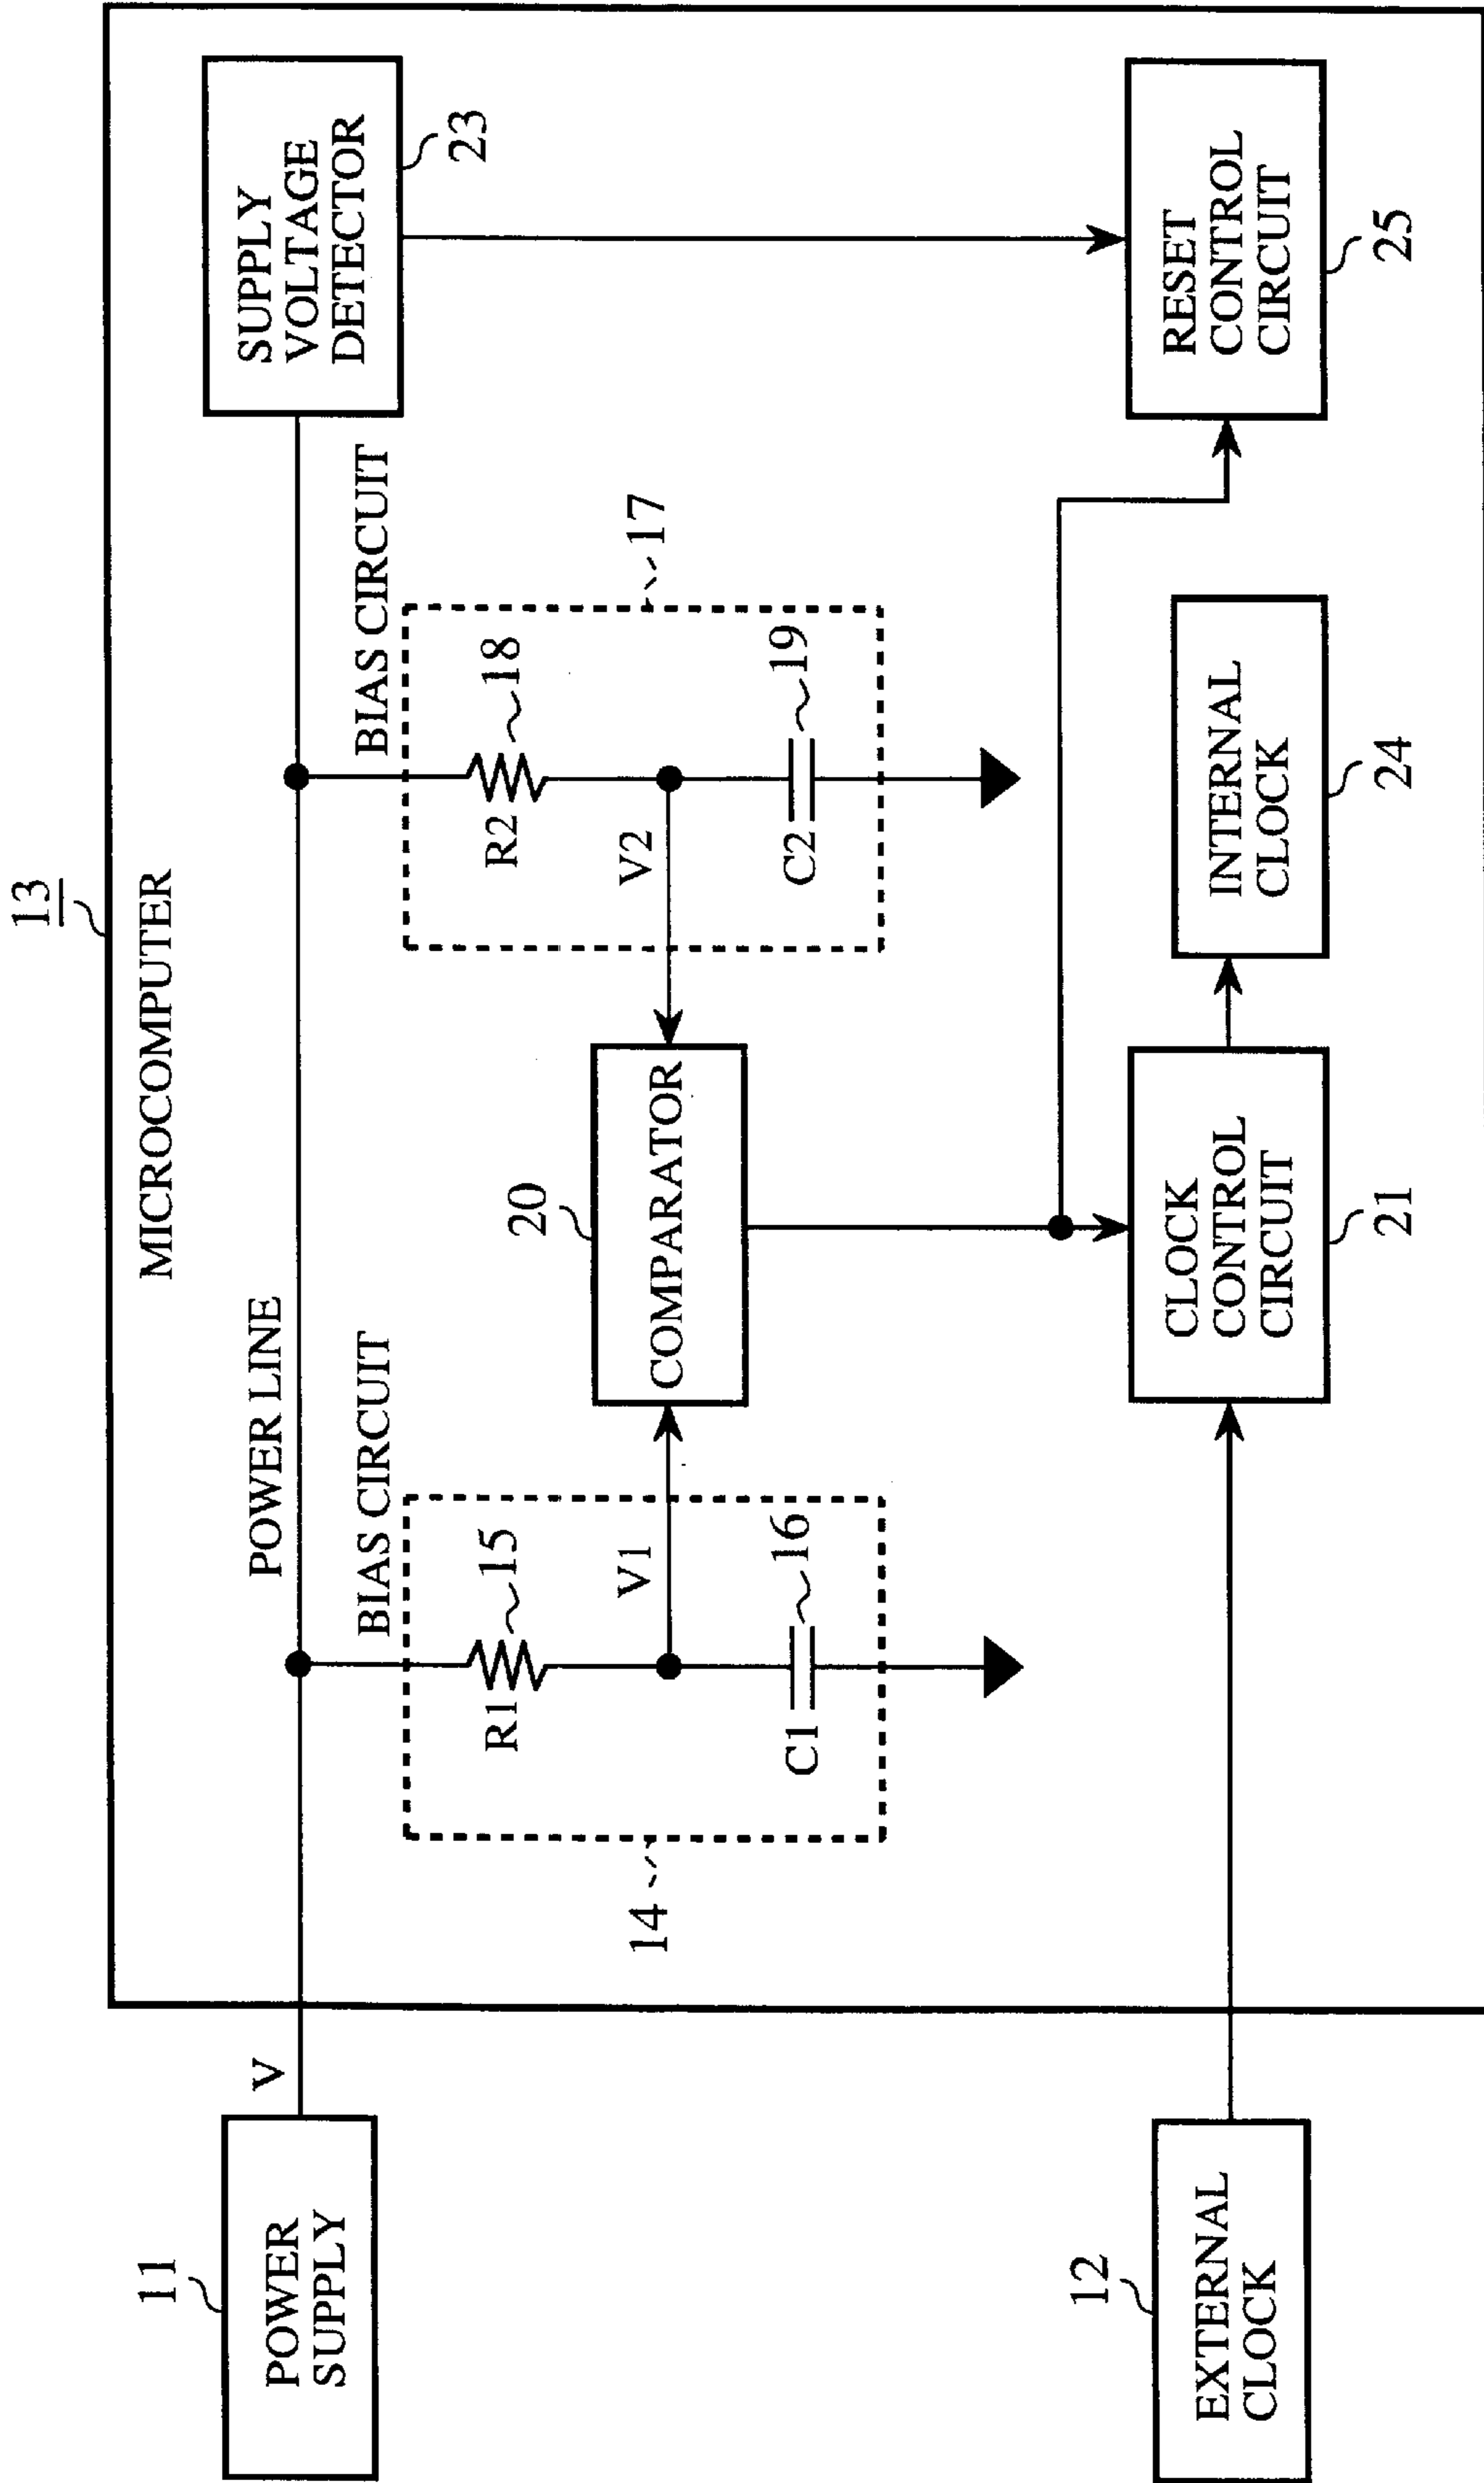 13
MICROCOMPUTER
11
POWER
SUPPLY
V
POWER LINE
BIAS CIRCUIT
14
R1
15
V1
C1
16
20
COMPARATOR
BIAS CIRCUIT
17
R2
18
V2
C2
19
SUPPLY
VOLTAGE
DETECTOR
23
12
EXTERNAL
CLOCK
CLOCK
CONTROL
CIRCUIT
21
INTERNAL
CLOCK
24
RESET
CONTROL
CIRCUIT
25